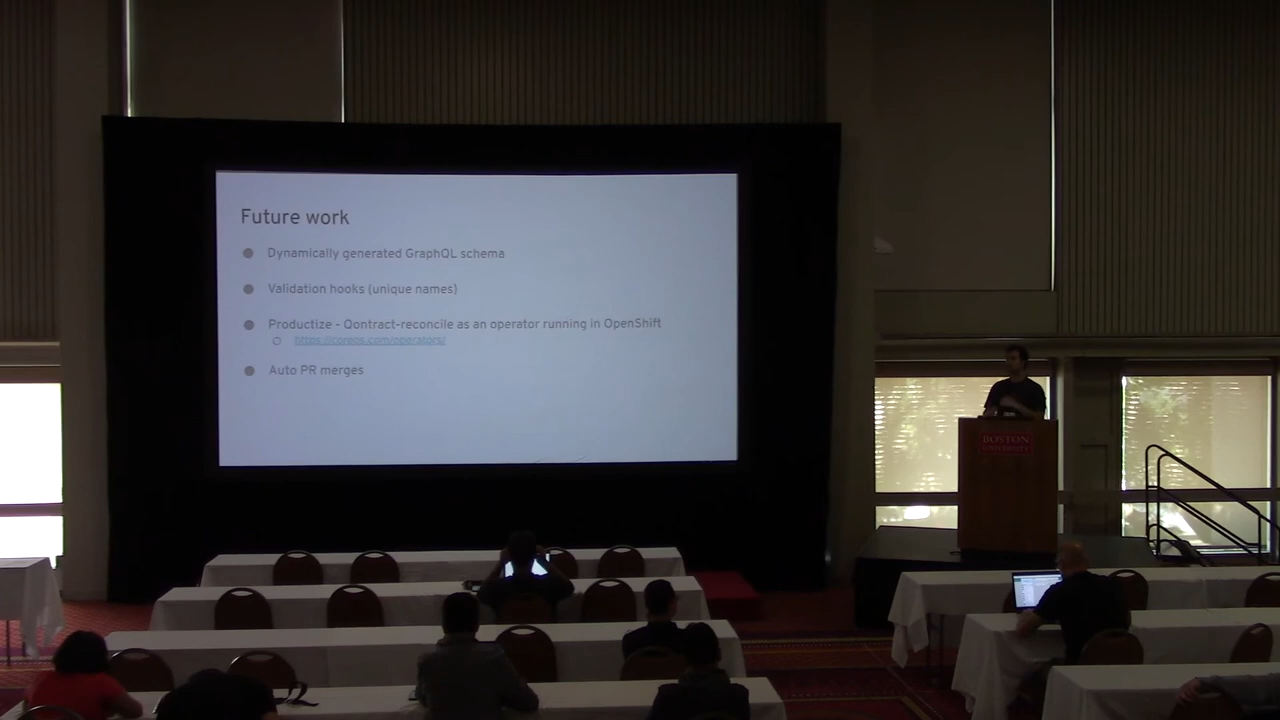 Future work
Dynamically generated GraphQL schema
Validation hooks (unique names)
Productize - Qontract-reconcile as an operator running in OpenShift
https://coreos.com/operators/
Auto PR merges
BOSTON
UNIVERSITY